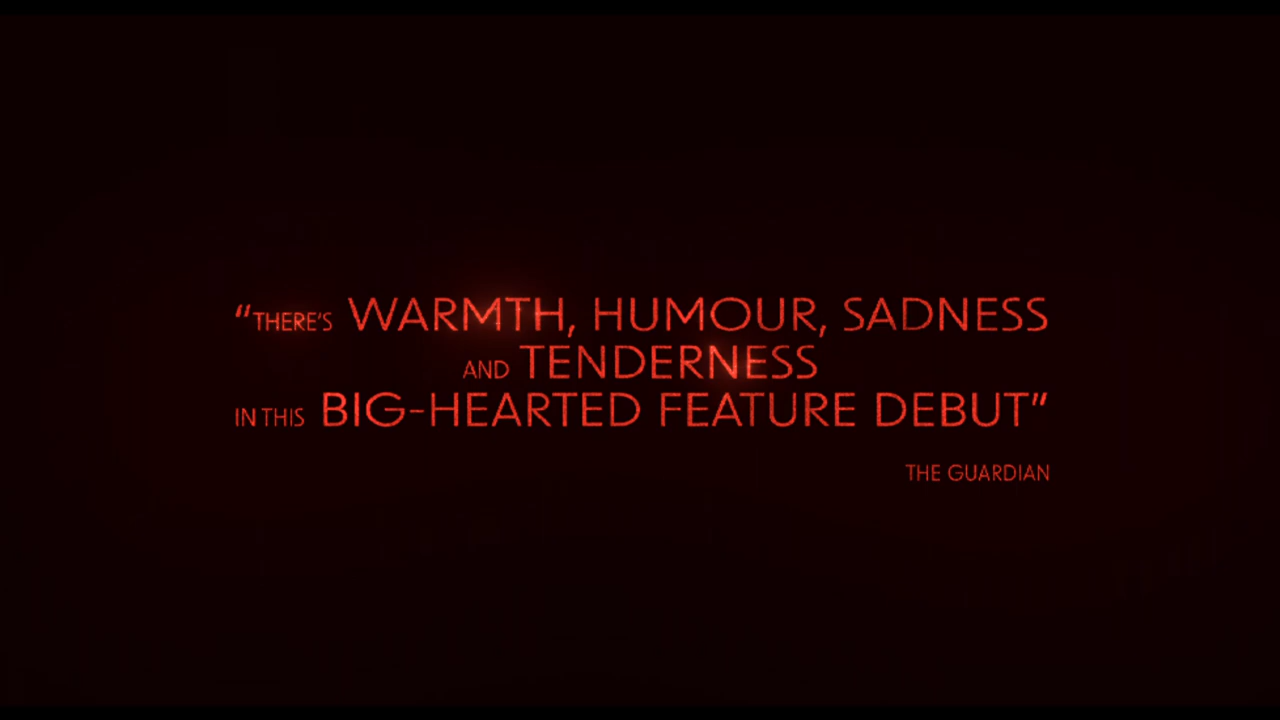 “THERE’S WARMTH, HUMOUR, SADNESS
AND TENDERNESS
IN THIS BIG-HEARTED FEATURE DEBUT”
THE GUARDIAN